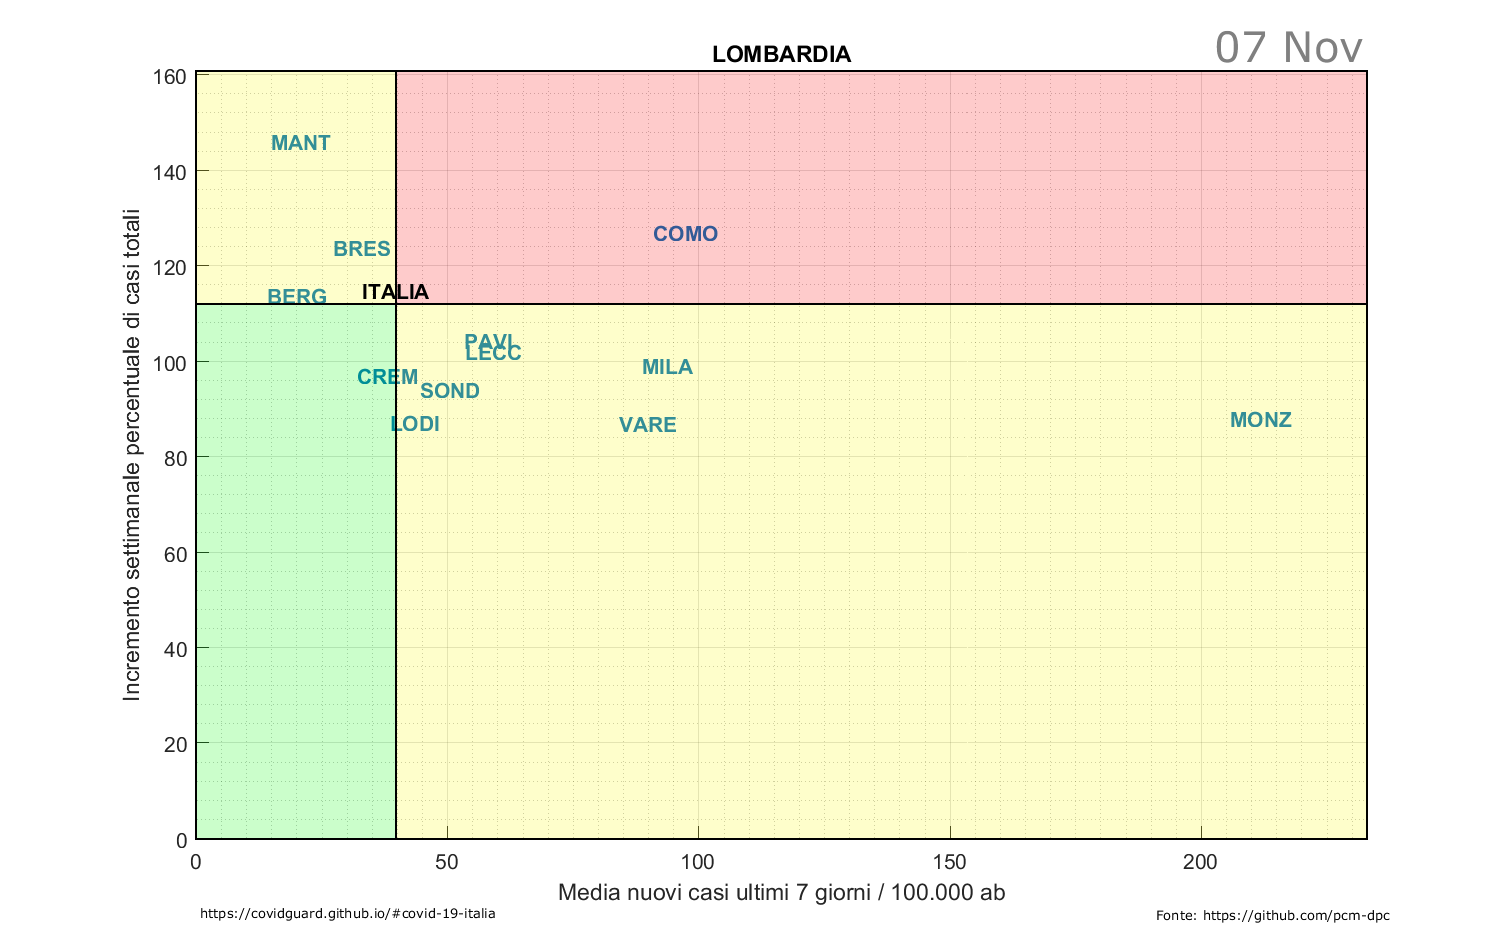 07 Nov
LOMBARDIA
160
140
120
100
80
60
40
20
0
Incremento settimanale percentuale di casi totali
MANT
COMO
BRES
ITALIA
BERG
PAVI
LECC
MILA
CREM
SOND
LODI
VARE
MONZ
0 50 100 150 200
Media nuovi casi ultimi 7 giorni / 100.000 ab
https://covidguard.github.io/#covid-19-italia
Fonte: https://github.com/pcm-dpc